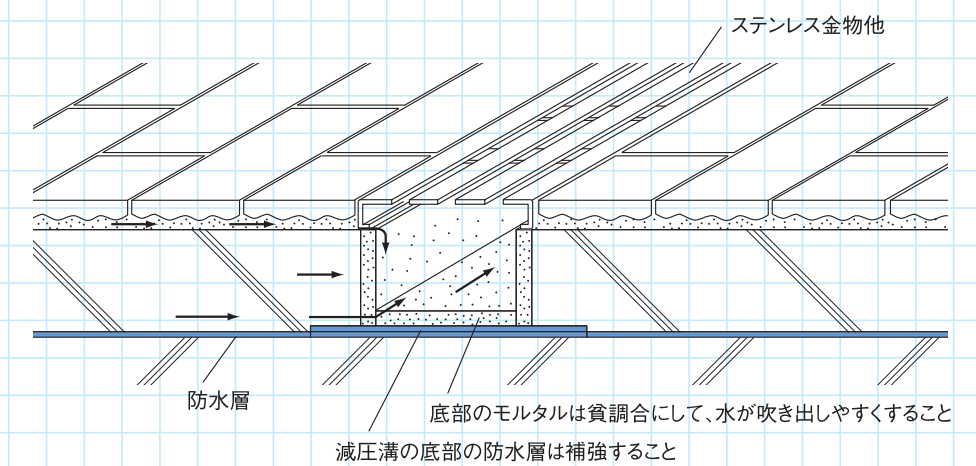 ステンレス金物他
防水層
底部のモルタルは貧調合にして、水が吹き出しやすくすること
減圧溝の底部の防水層は補強すること